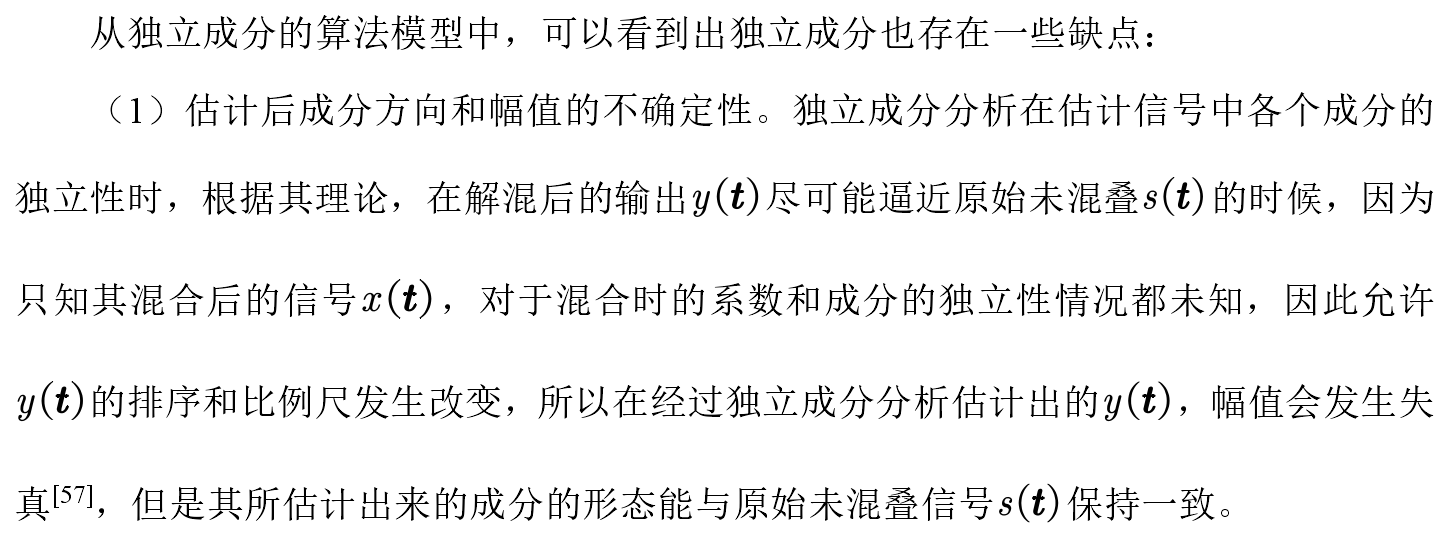 从独立成分的算法模型中，可以看到出独立成分也存在一些缺点：
（1）估计后成分方向和幅值的不确定性。独立成分分析在估计信号中各个成分的
独立性时，根据其理论，在解混后的输出y(t)尽可能逼近原始未混叠s(t)的时候，因为
只知其混合后的信号x(t)，对于混合时的系数和成分的独立性情况都未知，因此允许
y(t)的排序和比例尺发生改变，所以在经过独立成分分析估计出的y(t)，幅值会发生失
真[57]，但是其所估计出来的成分的形态能与原始未混叠信号s(t)保持一致。